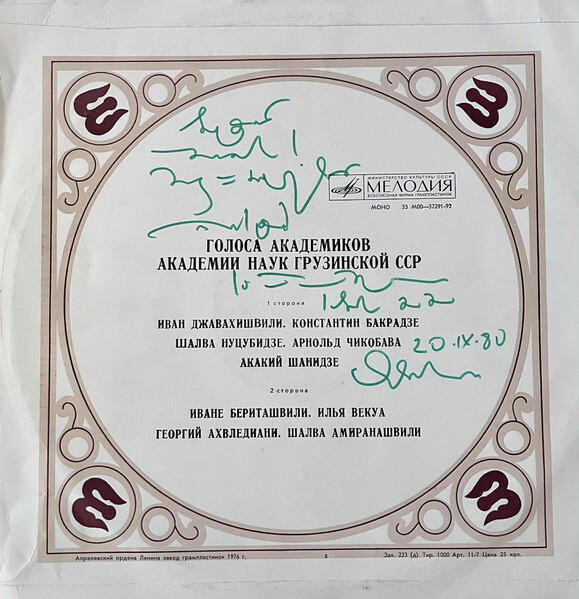 МИНИСТЕРСТВО КУЛЬТУРЫ СССР
МЕЛОДИЯ
ВСЕСОЮЗНАЯ ФИРМА ГРАМПЛАСТИНОК
МОНО 33 М00—37291-92
ГОЛОСА АКАДЕМИКОВ
АКАДЕМИИ НАУК ГРУЗИНСКОЙ ССР
1 сторона
ИВАН ДЖАВАХИШВИЛИ. КОНСТАНТИН БАКРАДЗЕ
ШАЛВА НУЦУБИДЗЕ. АРНОЛЬД ЧИКОБАВА
20.IX.80
АКАКИЙ ШАНИДЗЕ
2 сторона
ИВАНЕ БЕРИТАШВИЛИ. ИЛЬЯ ВЕКУА
ГЕОРГИЙ АХВЛЕДИАНИ. ШАЛВА АМИРАНАШВИЛИ
Апрелевский ордена Ленина завод грампластинок 1976 г. 6 Зак. 223 (д). Тир. 1000 Арт. 11-7 Цена 25 коп.